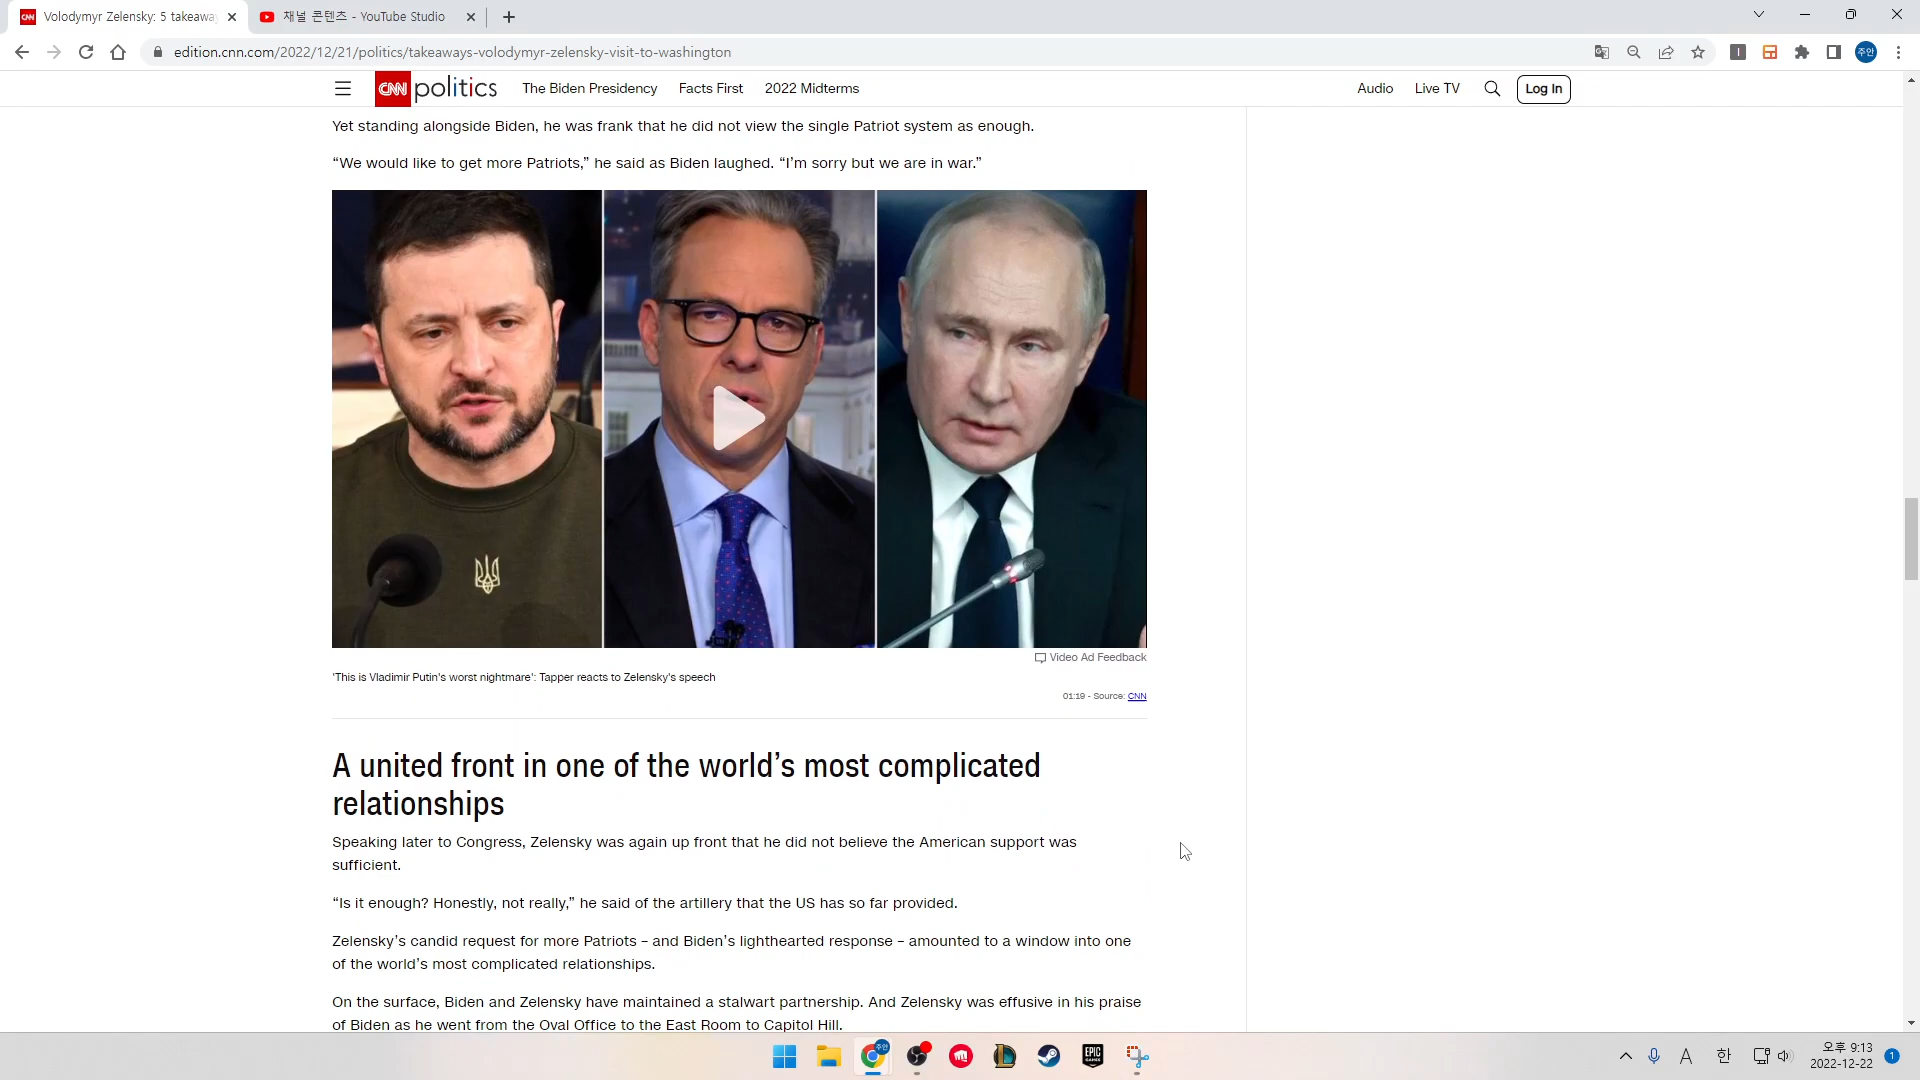 CNN Volodymyr Zelensky: 5 takeaway
채널 콘텐츠 - YouTube Studio
edition.cnn.com/2022/12/21/politics/takeaways-volodymyr-zelensky-visit-to-washington
주안
CNN politics The Biden Presidency Facts First 2022 Midterms Audio Live TV Log In
Yet standing alongside Biden, he was frank that he did not view the single Patriot system as enough.
“We would like to get more Patriots,” he said as Biden laughed. “I’m sorry but we are in war.”
Video Ad Feedback
'This is Vladimir Putin's worst nightmare': Tapper reacts to Zelensky's speech
01:19 - Source: CNN
A united front in one of the world’s most complicated
relationships
Speaking later to Congress, Zelensky was again up front that he did not believe the American support was
sufficient.
“Is it enough? Honestly, not really,” he said of the artillery that the US has so far provided.
Zelensky’s candid request for more Patriots – and Biden’s lighthearted response – amounted to a window into one
of the world’s most complicated relationships.
On the surface, Biden and Zelensky have maintained a stalwart partnership. And Zelensky was effusive in his praise
of Biden as he went from the Oval Office to the East Room to Capitol Hill.
주안
EPIC
GAMES
A 한
오후 9:13
2022-12-22
1